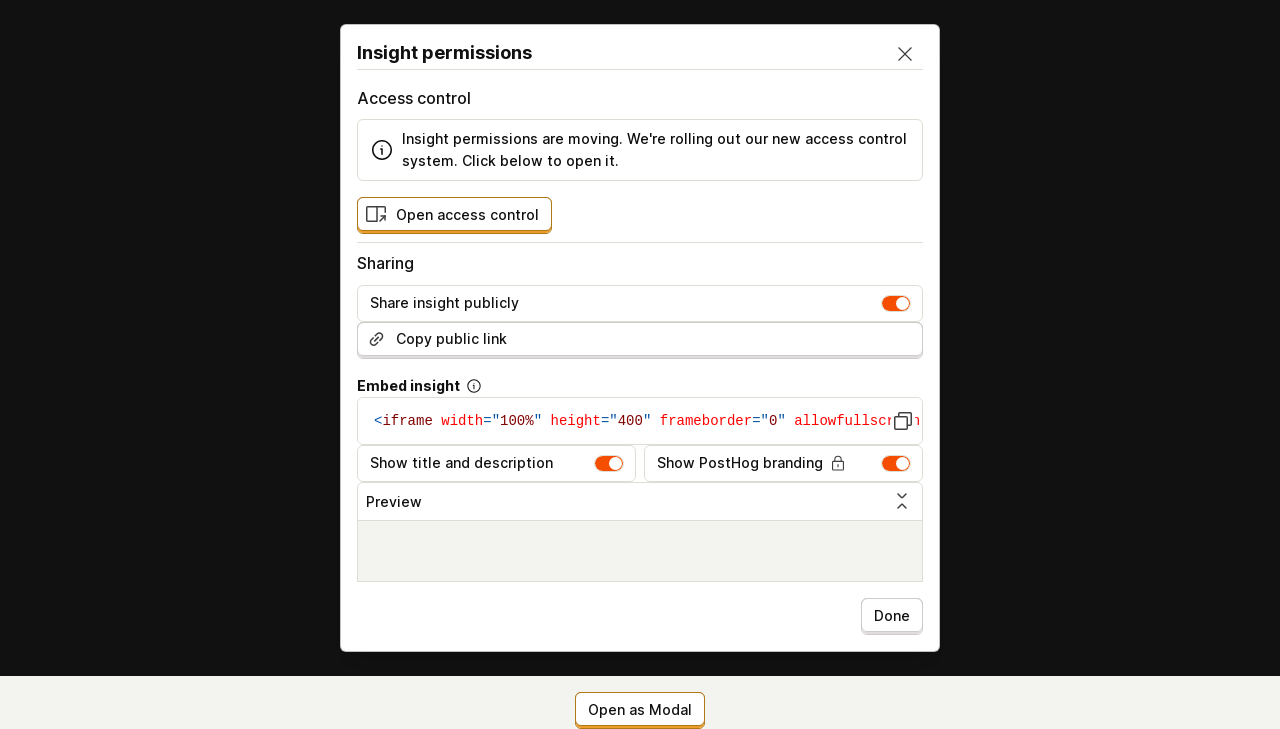 Insight permissions
Access control
Insight permissions are moving. We're rolling out our new access control
system. Click below to open it.
Open access control
Sharing
Share insight publicly
Copy public link
Embed insight
<iframe width="100%" height="400" frameborder="0" allowfullscr
Show title and description
Show PostHog branding
Preview
Done
Open as Modal